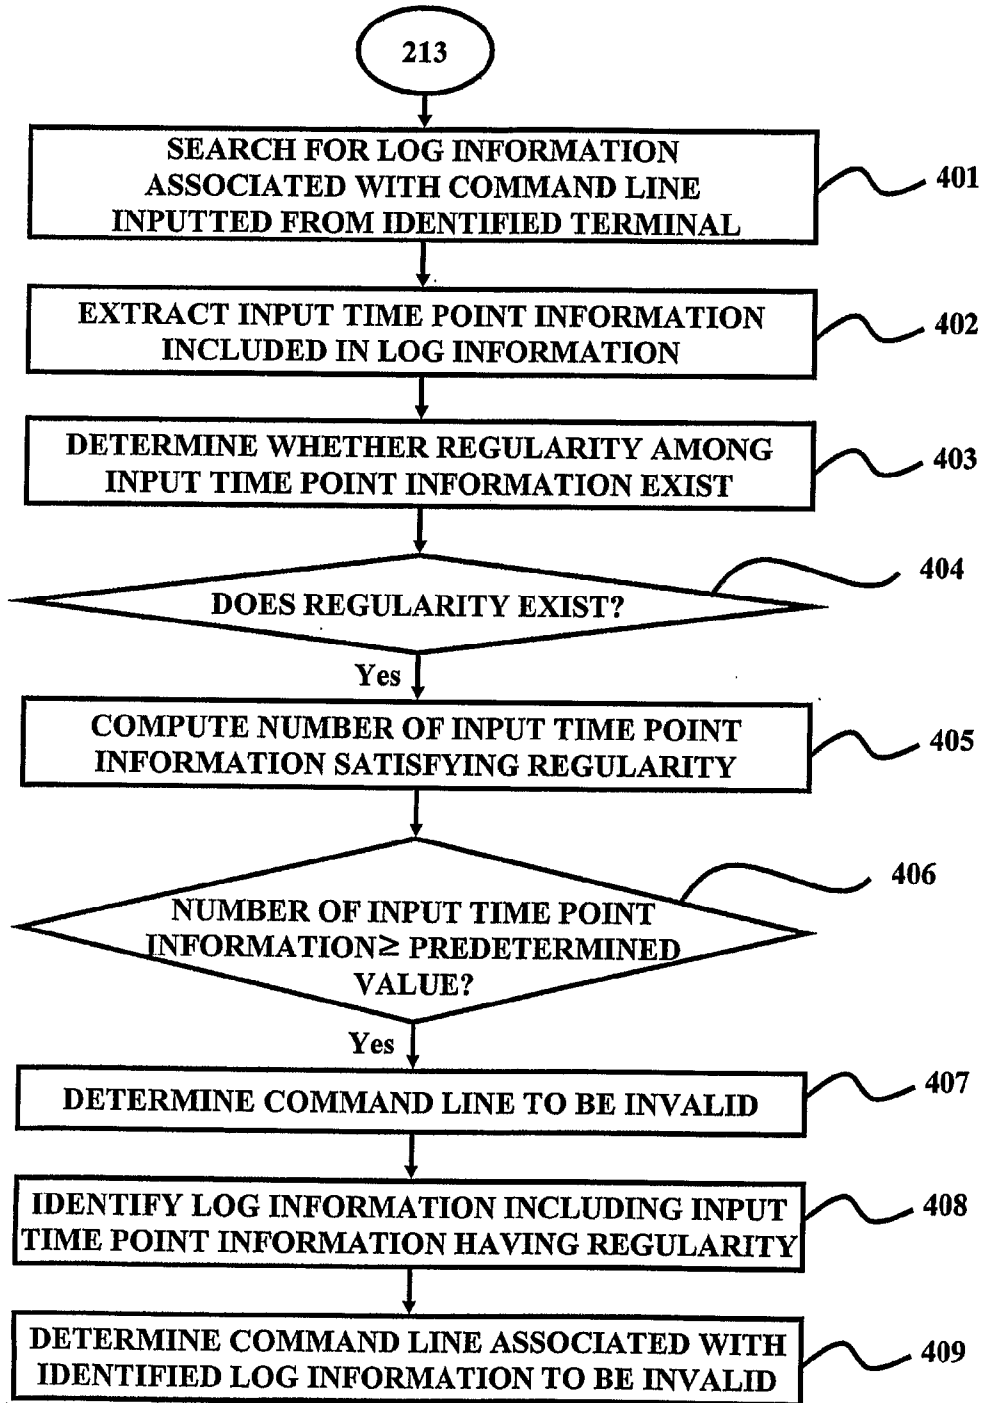 213
SEARCH FOR LOG INFORMATION
ASSOCIATED WITH COMMAND LINE
INPUTTED FROM IDENTIFIED TERMINAL
401
EXTRACT INPUT TIME POINT INFORMATION
INCLUDED IN LOG INFORMATION
402
DETERMINE WHETHER REGULARITY AMONG
INPUT TIME POINT INFORMATION EXIST
403
DOES REGULARITY EXIST?
404
Yes
COMPUTE NUMBER OF INPUT TIME POINT
INFORMATION SATISFYING REGULARITY
405
NUMBER OF INPUT TIME POINT
INFORMATION≥ PREDETERMINED
VALUE?
406
Yes
DETERMINE COMMAND LINE TO BE INVALID
407
IDENTIFY LOG INFORMATION INCLUDING INPUT
TIME POINT INFORMATION HAVING REGULARITY
408
DETERMINE COMMAND LINE ASSOCIATED WITH
IDENTIFIED LOG INFORMATION TO BE INVALID
409